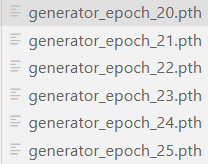 generator_epoch_20.pth
generator_epoch_21.pth
generator_epoch_22.pth
generator_epoch_23.pth
generator_epoch_24.pth
generator_epoch_25.pth